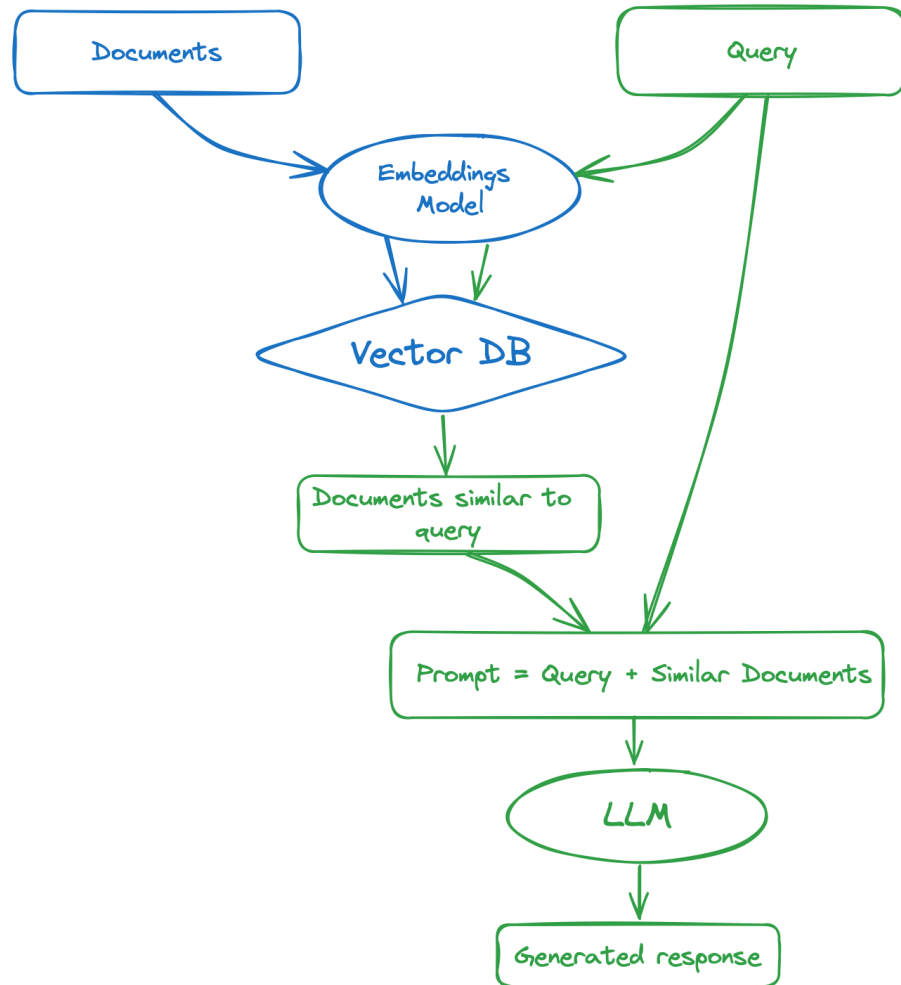 Documents
Query
Embeddings
Model
Vector DB
Documents similar to
query
Prompt = Query + Similar Documents
LLM
Generated response